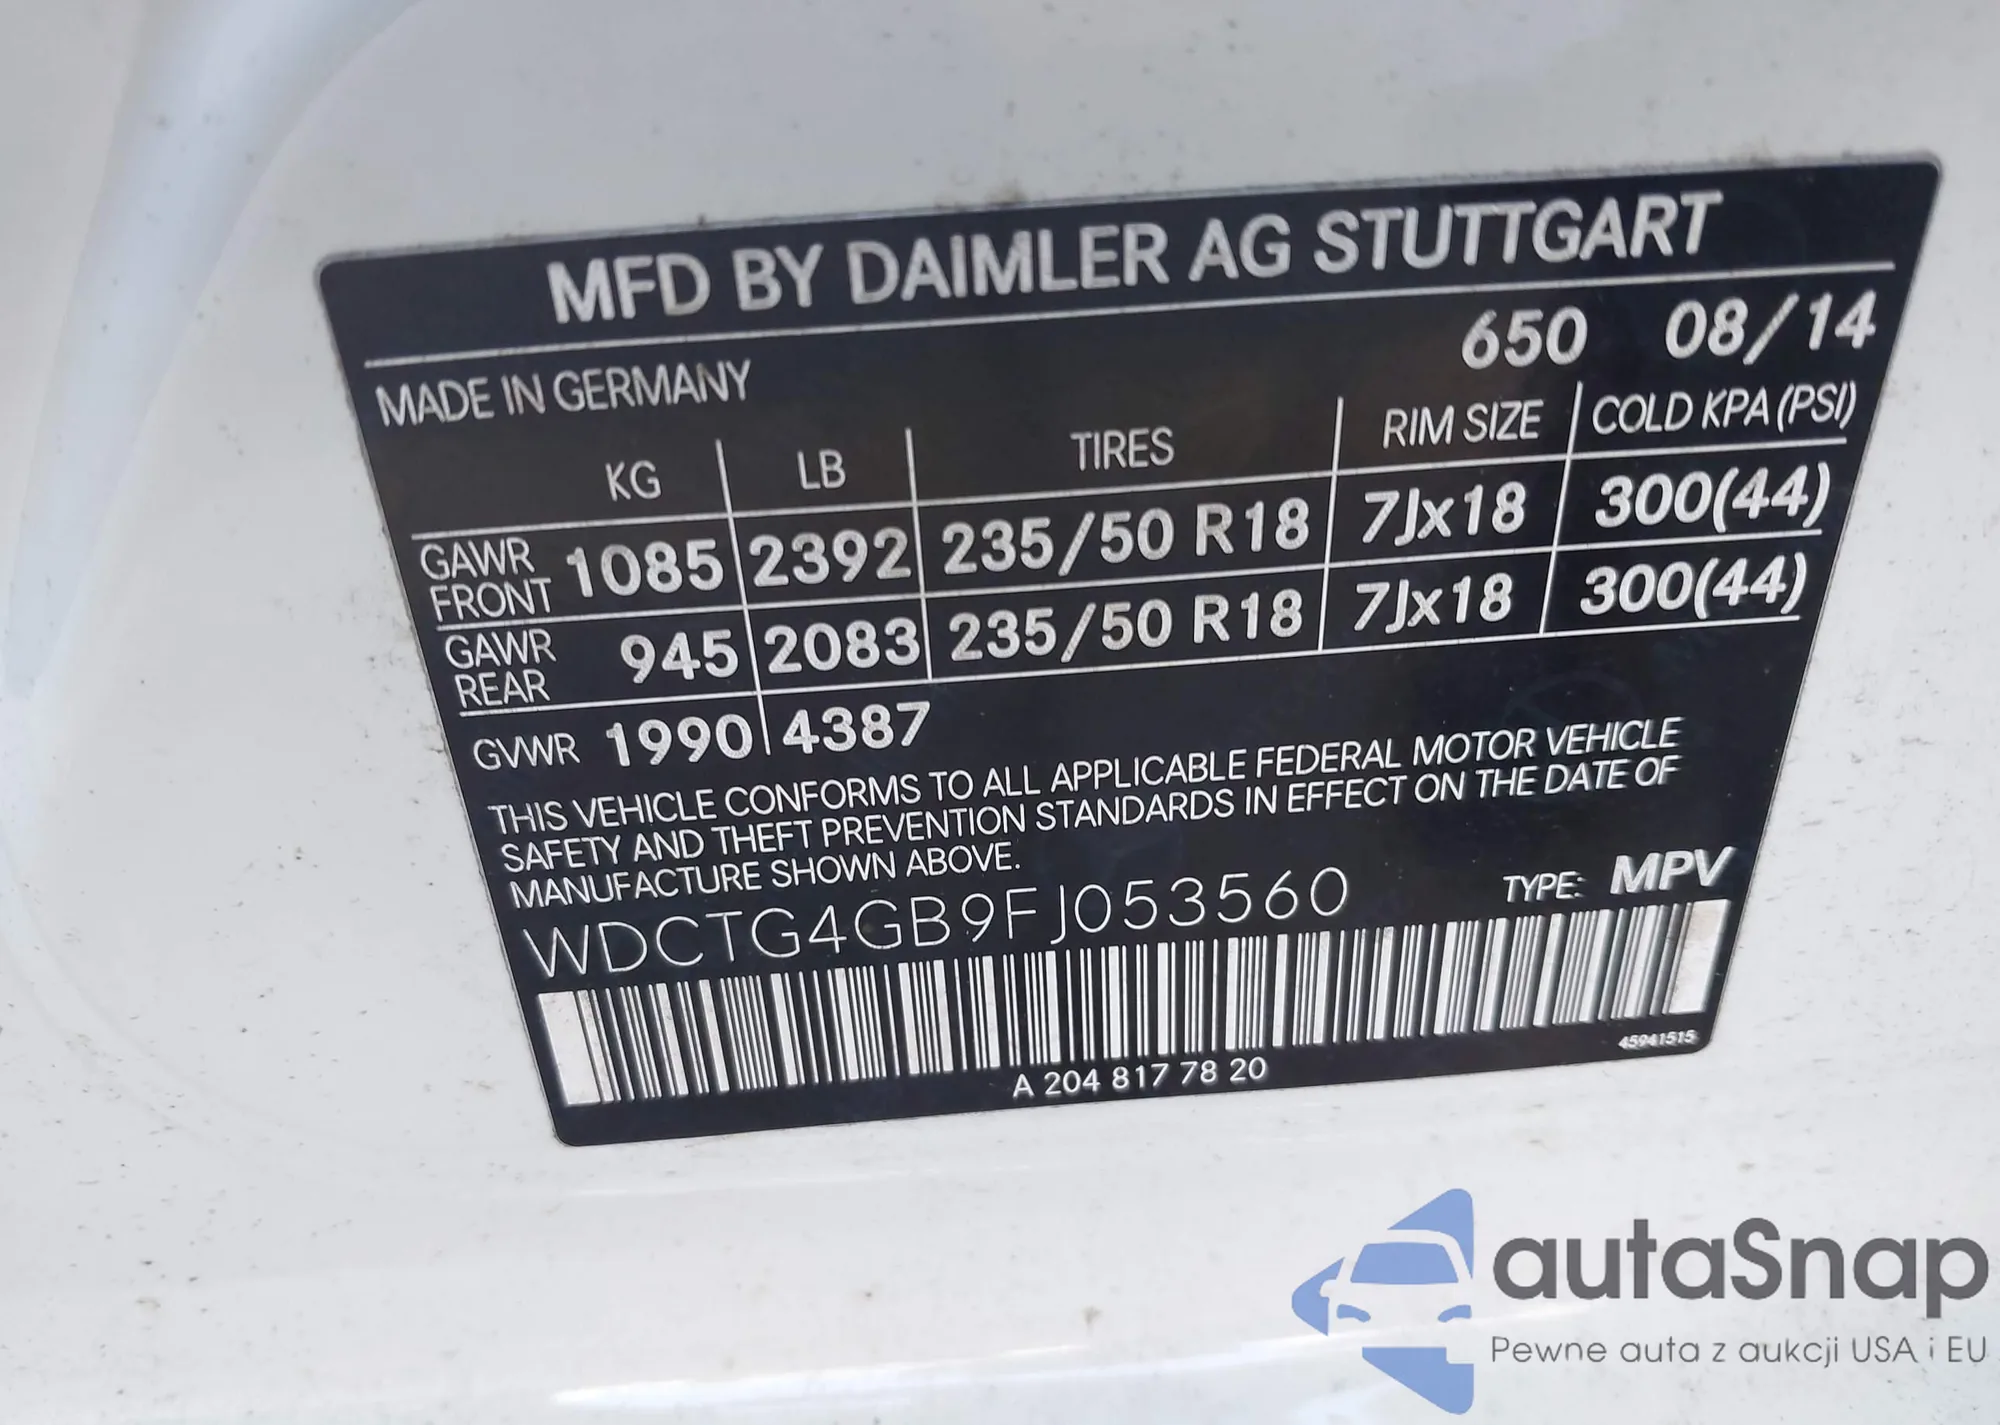 MFD BY DAIMLER AG STUTTGART
650 08/14
MADE IN GERMANY
KG LB TIRES RIM SIZE COLD KPA (PSI)
GAWR FRONT 1085 2392 235/50 R18 7Jx18 300(44)
GAWR REAR 945 2083 235/50 R18 7Jx18 300(44)
GVWR 1990 4387
THIS VEHICLE CONFORMS TO ALL APPLICABLE FEDERAL MOTOR VEHICLE
SAFETY AND THEFT PREVENTION STANDARDS IN EFFECT ON THE DATE OF
MANUFACTURE SHOWN ABOVE.
WDCTG4GB9FJ053560 TYPE: MPV
A 204 817 78 20
45941515
autaSnap
Pewne auta z aukcji USA i EU